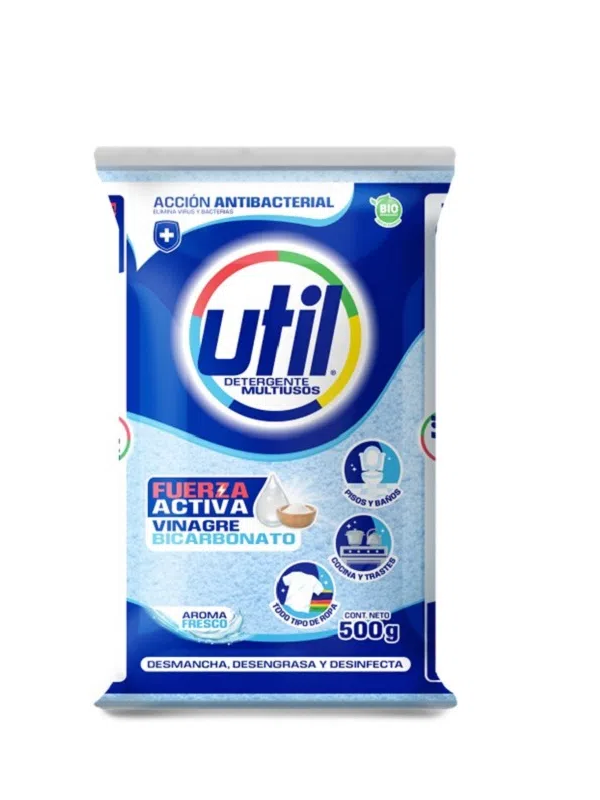 ACCIÓN ANTIBACTERIAL
ELIMINA VIRUS Y BACTERIAS
BIO
util®
DETERGENTE
MULTIUSOS
FUERZA
ACTIVA
VINAGRE
BICARBONATO
PISOS Y BAÑOS
COCINA Y TRASTES
TODO TIPO DE ROPA
AROMA
FRESCO
CONT. NETO
500g
DESMANCHA, DESENGRASA Y DESINFECTA